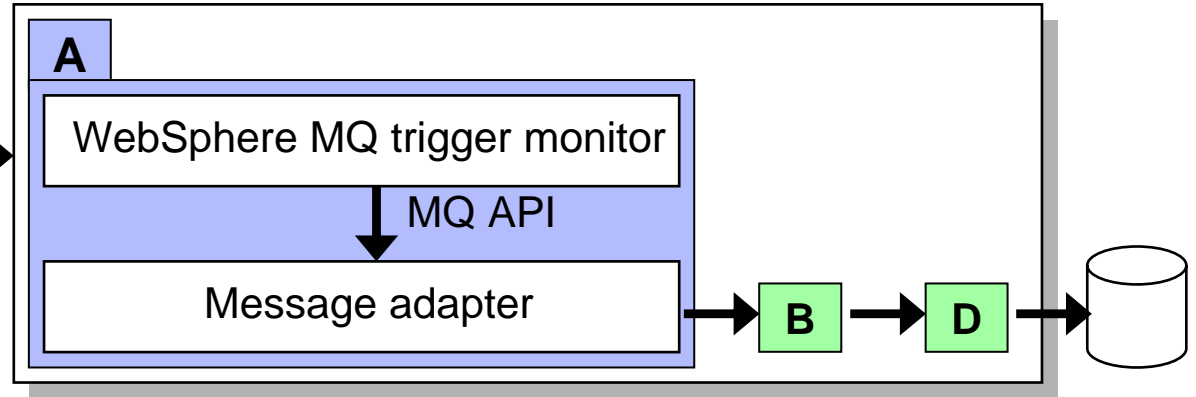 A
WebSphere MQ trigger monitor
MQ API
Message adapter
B
D